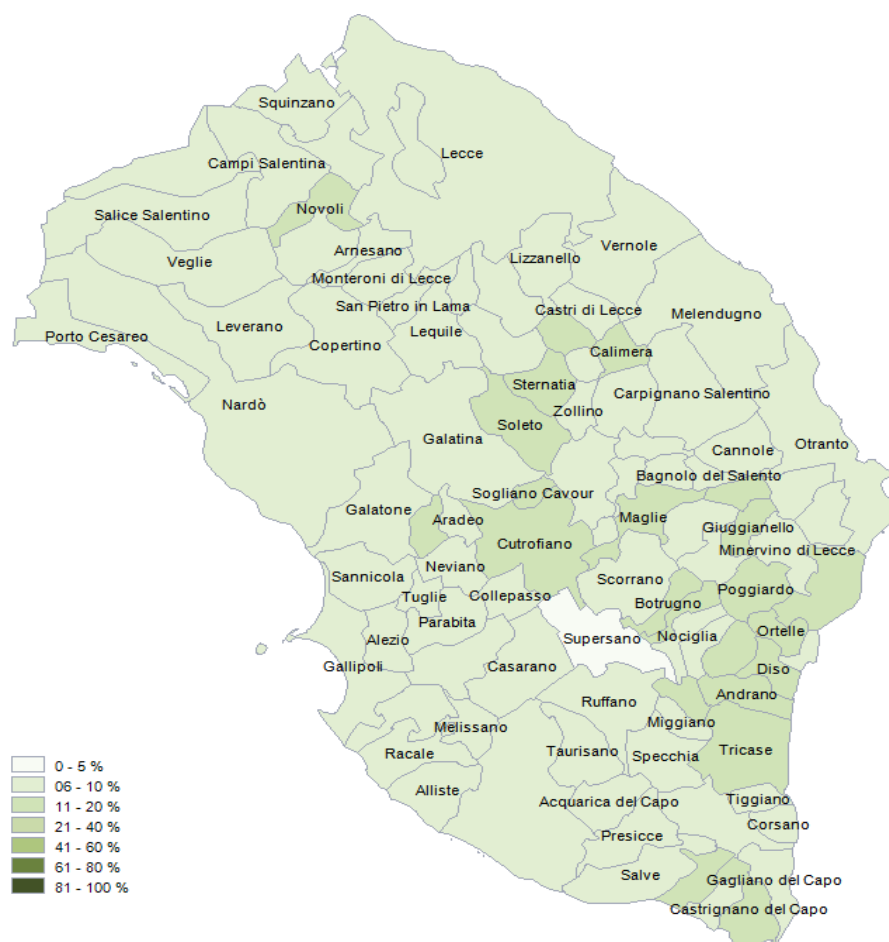 Squinzano
Lecce
Campi Salentina
Novoli
Salice Salentino
Arnesano
Vernole
Lizzanello
Veglie
Monteroni di Lecce
San Pietro in Lama
Castri di Lecce
Melendugno
Leverano
Lequile
Porto Cesareo
Copertino
Calimera
Sternatia
Carpignano Salentino
Nardò
Zollino
Soleto
Galatina
Otranto
Cannole
Bagnolo del Salento
Sogliano Cavour
Galatone
Aradeo
Maglie
Giuggianello
Cutrofiano
Minervino di Lecce
Neviano
Sannicola
Scorrano
Poggiardo
Tuglie
Collepasso
Botrugno
Parabita
Ortelle
Alezio
Supersano
Nociglia
Gallipoli
Casarano
Diso
Andrano
Ruffano
Miggiano
Melissano
Racale
Taurisano
Specchia
Tricase
Alliste
Acquarica del Capo
Tiggiano
Corsano
Presicce
Salve
Gagliano del Capo
Castrignano del Capo
0 - 5 %
06 - 10 %
11 - 20 %
21 - 40 %
41 - 60 %
61 - 80 %
81 - 100 %